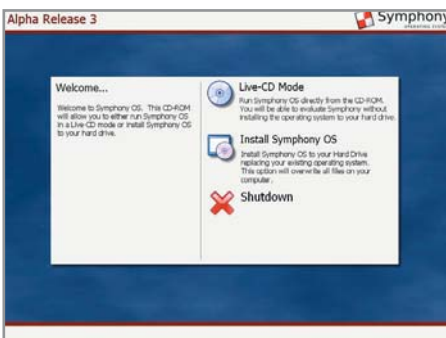 Alpha Release 3
Symphony
OPERATING SYSTEM
Welcome...
Welcome to Symphony OS. This CD-ROM
will allow you to either run Symphony OS
in a Live-CD mode or install Symphony OS
to your hard drive.
Live-CD Mode
Run Symphony OS directly from the CD-ROM.
You will be able to evaluate Symphony without
installing the operating system to your hard drive.
Install Symphony OS
Install Symphony OS to your Hard Drive
replacing your existing operating system.
This option will overwrite all files on your
computer.
Shutdown